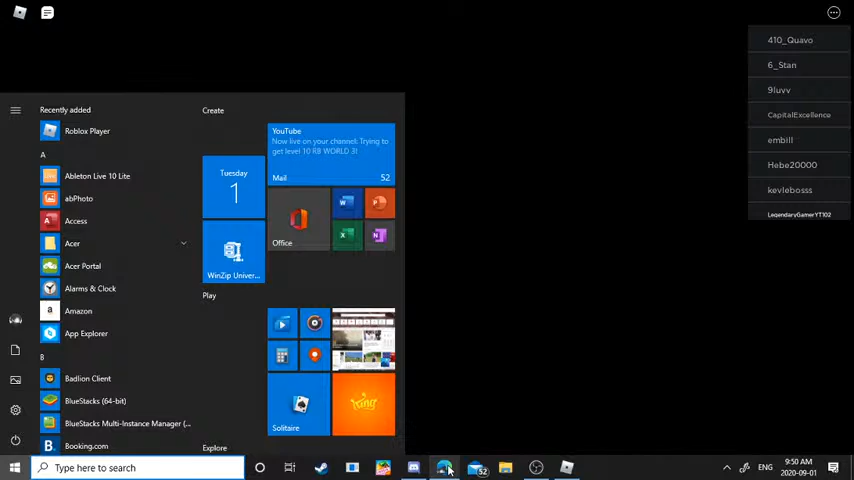 410_Quavo
6_Stan
9luvv
CapitalExcellence
embill
Hebe20000
kevlebosss
LegendaryGamerYT102
Recently added
Roblox Player
A
Ableton Live 10 Lite
abPhoto
Access
Acer
Acer Portal
Alarms & Clock
Amazon
App Explorer
B
Badlion Client
BlueStacks (64-bit)
BlueStacks Multi-Instance Manager (...
Booking.com
Create
Tuesday
1
YouTube
Now live on your channel: Trying to
get level 10 RB WORLD 3!
Mail
52
Office
WinZip Univer...
Play
Solitaire
King
Explore
Type here to search
52
ENG
9:50 AM
2020-09-01